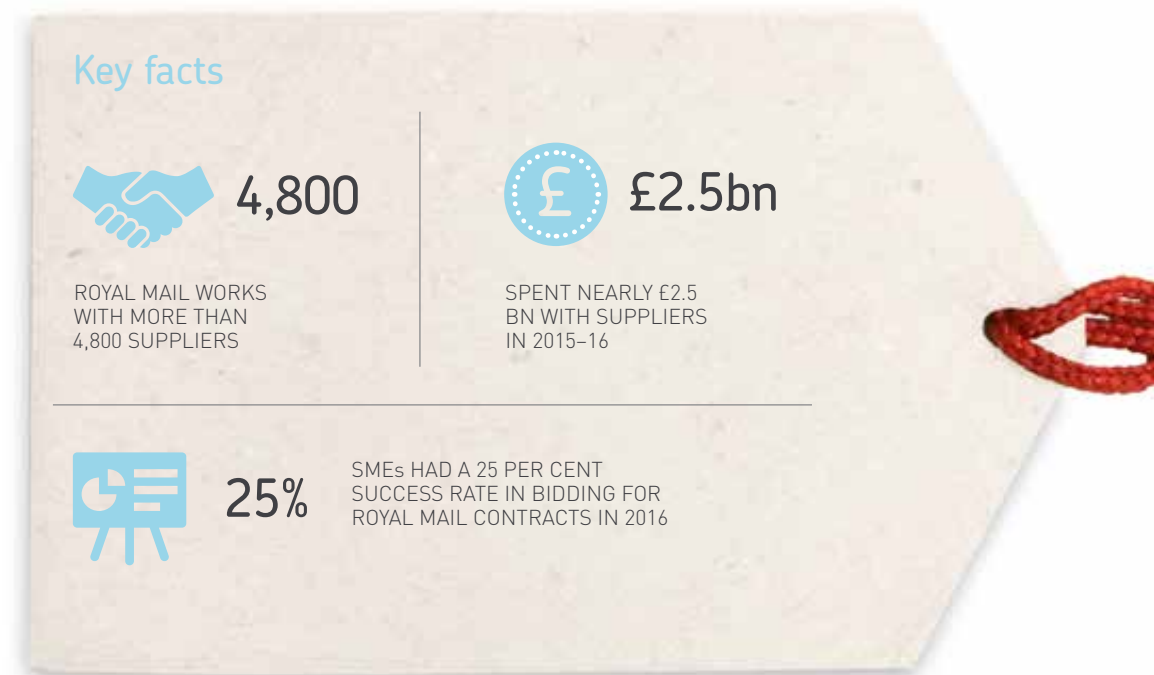 Key facts
4,800
ROYAL MAIL WORKS
WITH MORE THAN
4,800 SUPPLIERS
£
£2.5bn
SPENT NEARLY £2.5
BN WITH SUPPLIERS
IN 2015–16
25%
SMEs HAD A 25 PER CENT
SUCCESS RATE IN BIDDING FOR
ROYAL MAIL CONTRACTS IN 2016